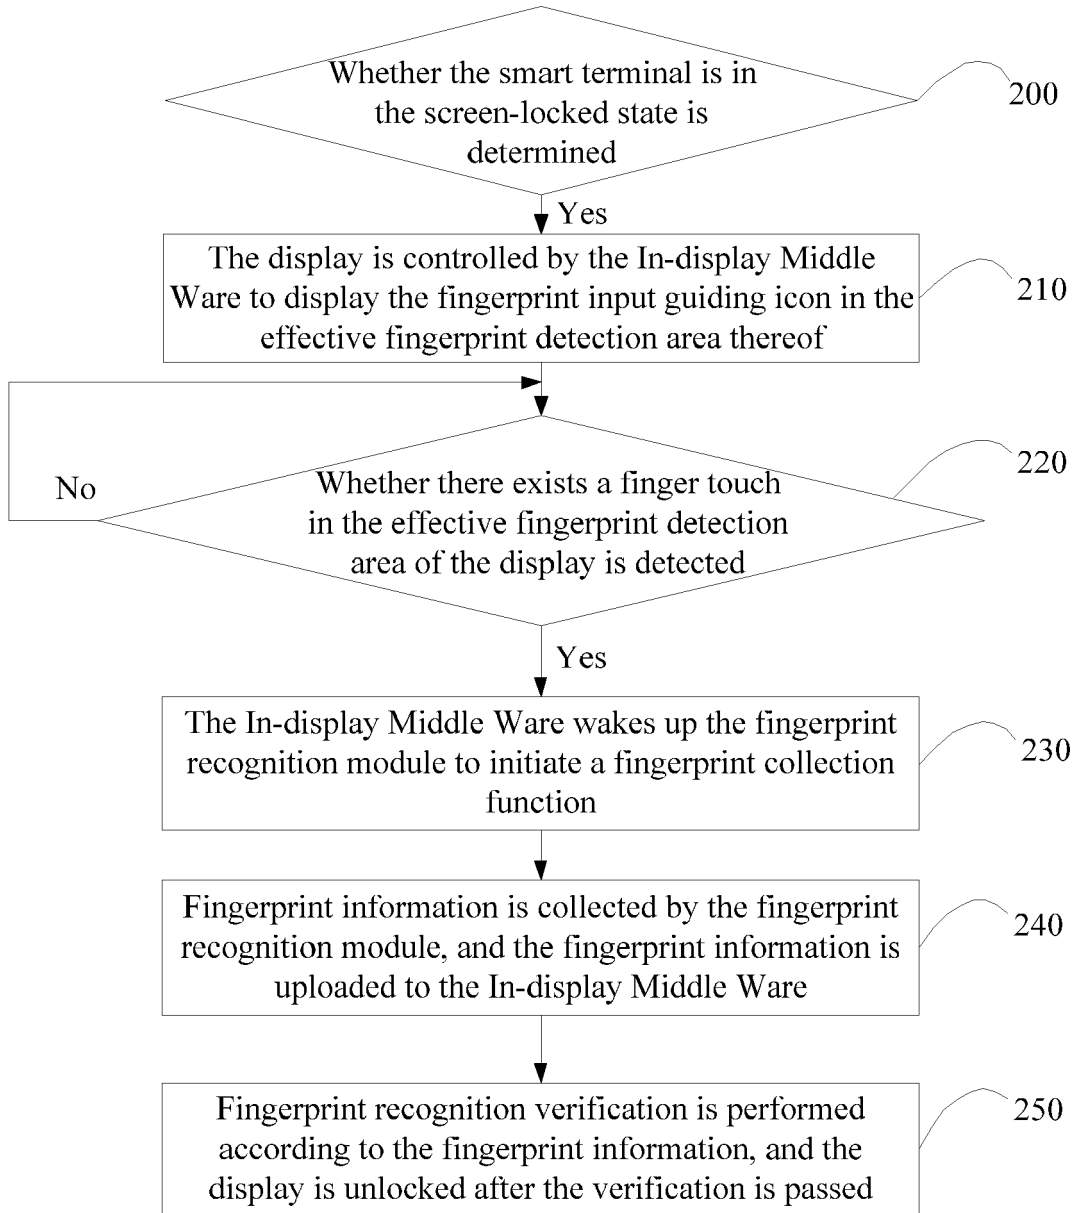 Whether the smart terminal is in
the screen-locked state is
determined
200
Yes
The display is controlled by the In-display Middle
Ware to display the fingerprint input guiding icon in the
effective fingerprint detection area thereof
210
No
Whether there exists a finger touch
in the effective fingerprint detection
area of the display is detected
220
Yes
The In-display Middle Ware wakes up the fingerprint
recognition module to initiate a fingerprint collection
function
230
Fingerprint information is collected by the fingerprint
recognition module, and the fingerprint information is
uploaded to the In-display Middle Ware
240
Fingerprint recognition verification is performed
according to the fingerprint information, and the
display is unlocked after the verification is passed
250